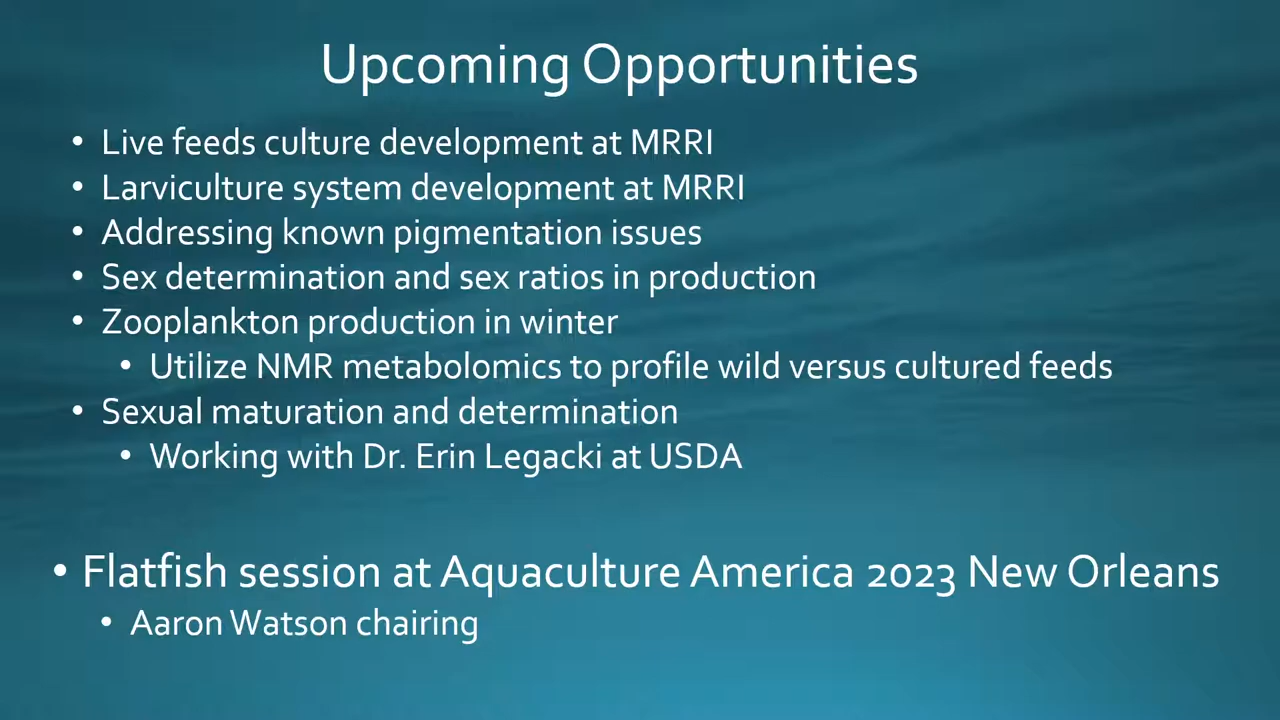 Upcoming Opportunities
• Live feeds culture development at MRRI
• Larviculture system development at MRRI
• Addressing known pigmentation issues
• Sex determination and sex ratios in production
• Zooplankton production in winter
• Utilize NMR metabolomics to profile wild versus cultured feeds
• Sexual maturation and determination
• Working with Dr. Erin Legacki at USDA
• Flatfish session at Aquaculture America 2023 New Orleans
• Aaron Watson chairing